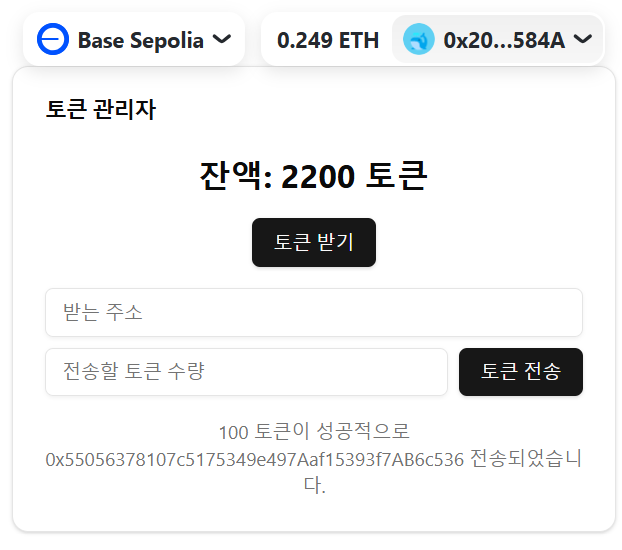 Base Sepolia
0.249 ETH
0x20...584A
토큰 관리자
잔액: 2200 토큰
토큰 받기
받는 주소
전송할 토큰 수량
토큰 전송
100 토큰이 성공적으로
0x55056378107c5175349e497Aaf15393f7AB6c536 전송되었습니
다.